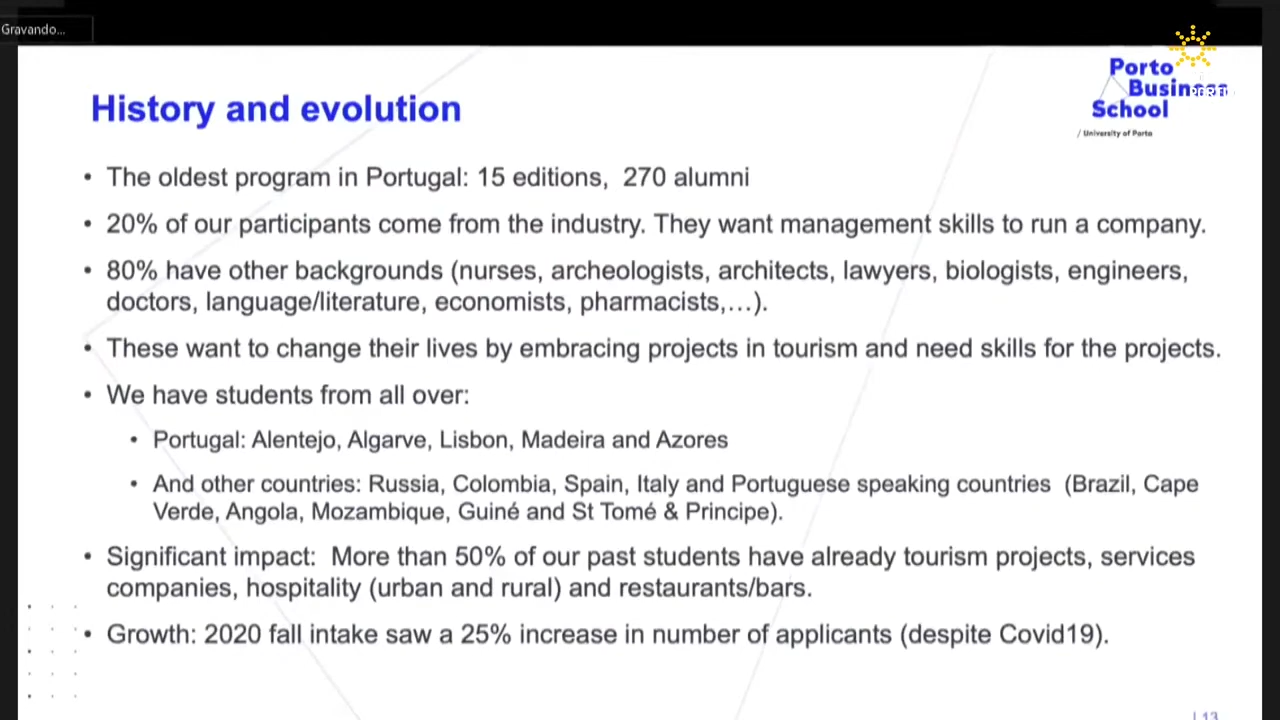 Gravando...
Porto
Business
School
/ University of Porto
History and evolution
• The oldest program in Portugal: 15 editions,  270 alumni
• 20% of our participants come from the industry. They want management skills to run a company.
• 80% have other backgrounds (nurses, archeologists, architects, lawyers, biologists, engineers,
doctors, language/literature, economists, pharmacists,…).
• These want to change their lives by embracing projects in tourism and need skills for the projects.
• We have students from all over:
• Portugal: Alentejo, Algarve, Lisbon, Madeira and Azores
• And other countries: Russia, Colombia, Spain, Italy and Portuguese speaking countries  (Brazil, Cape
Verde, Angola, Mozambique, Guiné and St Tomé & Principe).
• Significant impact:  More than 50% of our past students have already tourism projects, services
companies, hospitality (urban and rural) and restaurants/bars.
• Growth: 2020 fall intake saw a 25% increase in number of applicants (despite Covid19).
| 13